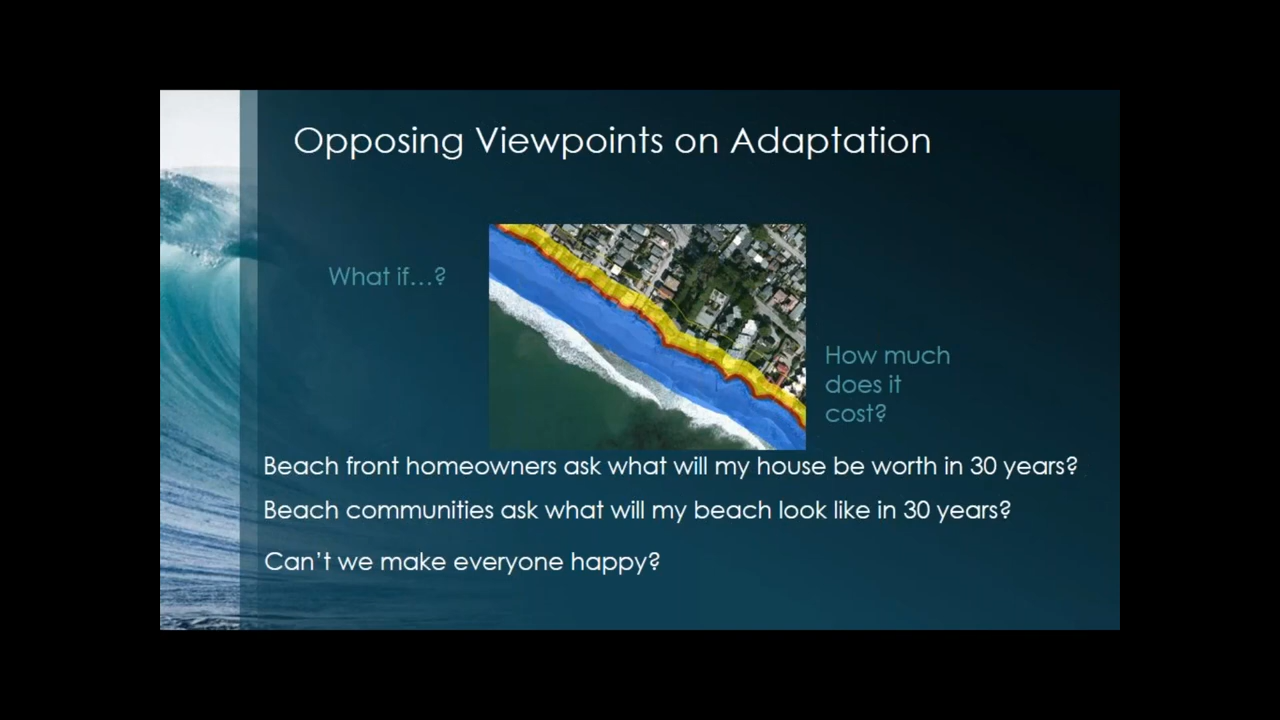 Opposing Viewpoints on Adaptation
What if...?
How much
does it
cost?
Beach front homeowners ask what will my house be worth in 30 years?
Beach communities ask what will my beach look like in 30 years?
Can't we make everyone happy?